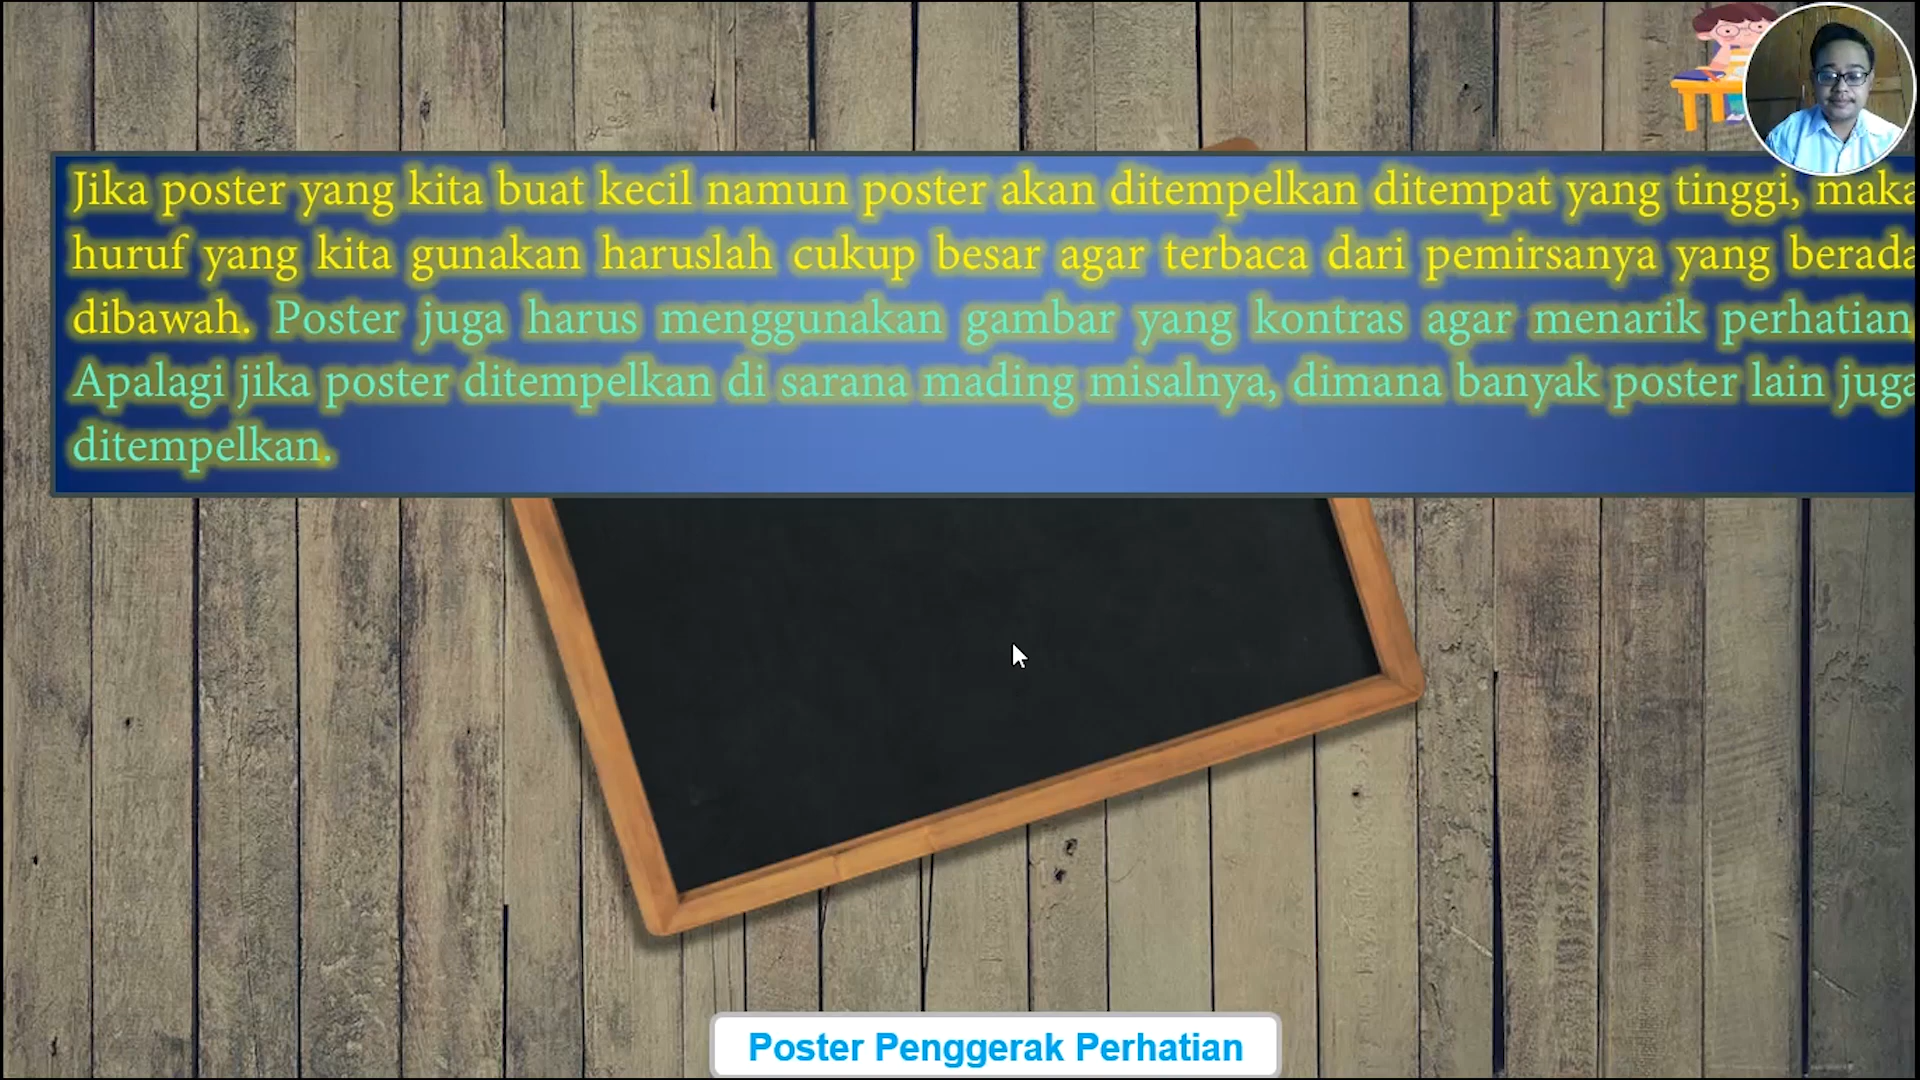 Jika poster yang kita buat kecil namun poster akan ditempelkan ditempat yang tinggi, maka
huruf yang kita gunakan haruslah cukup besar agar terbaca dari pemirsanya yang berada
dibawah. Poster juga harus menggunakan gambar yang kontras agar menarik perhatian,
Apalagi jika poster ditempelkan di sarana mading misalnya, dimana banyak poster lain juga
ditempelkan.
Poster Penggerak Perhatian